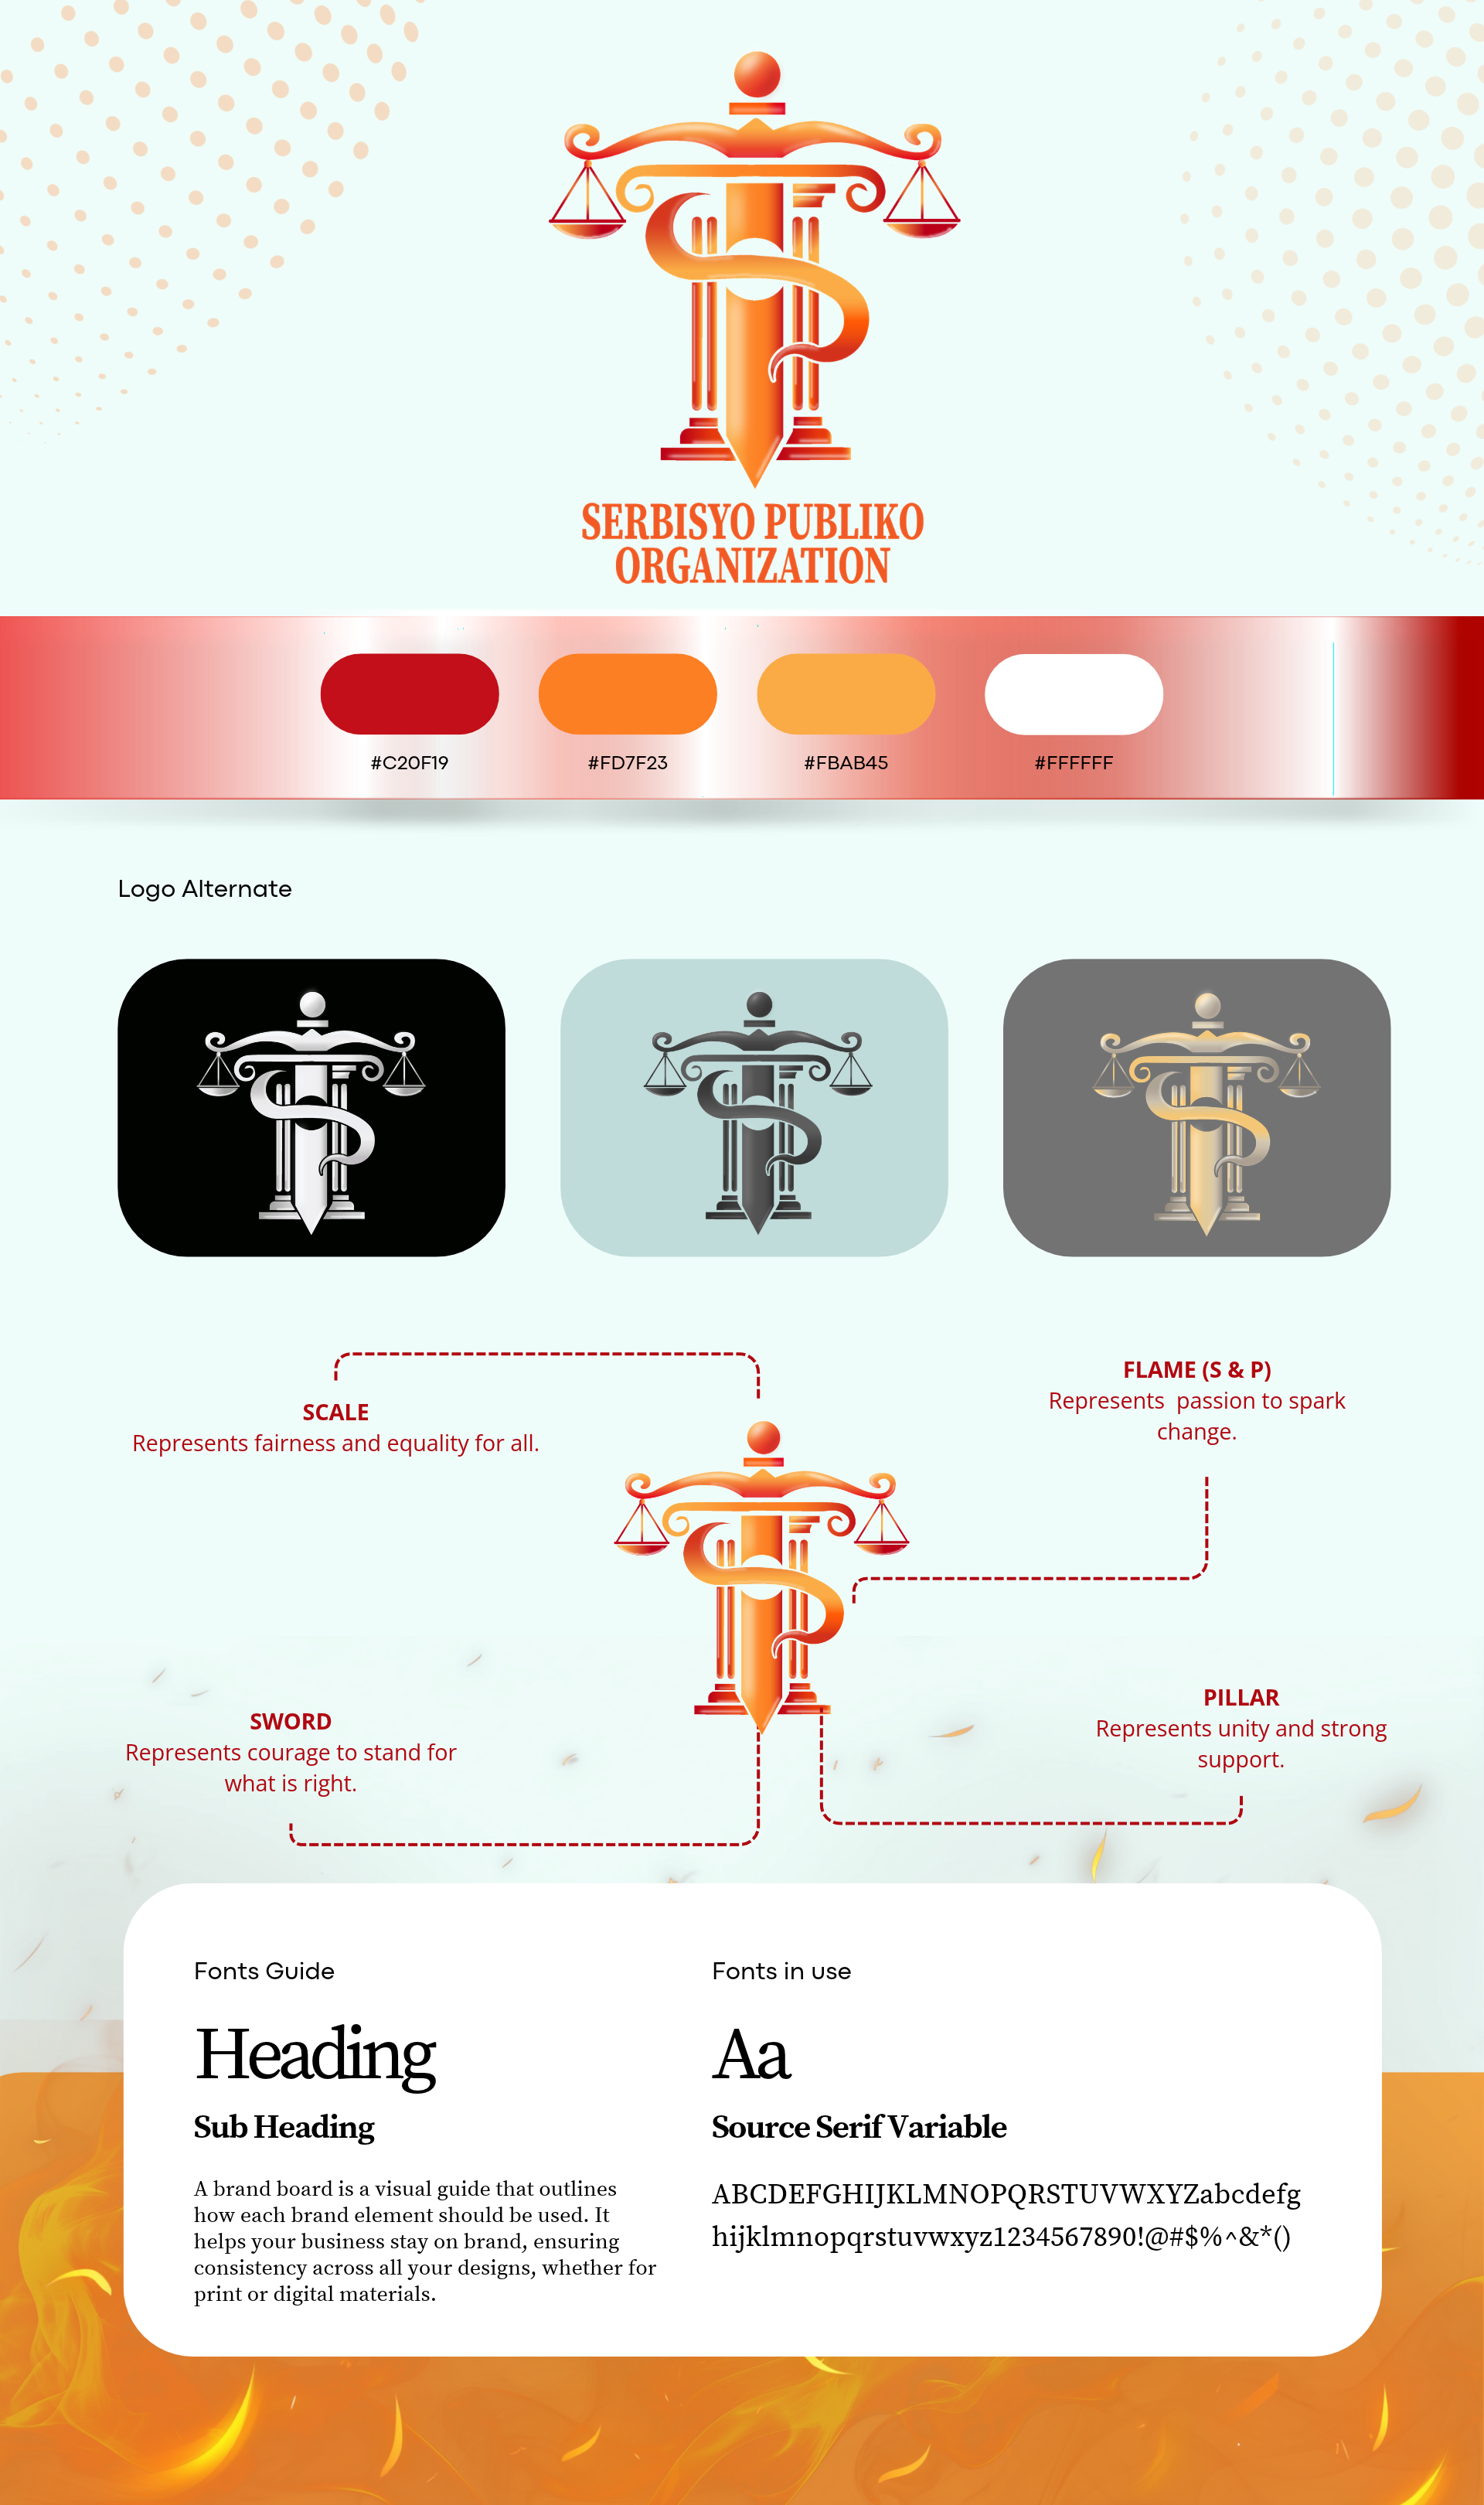 SERBISYO PUBLIKO
ORGANIZATION
#C20F19
#FD7F23
#FBAB45
#FFFFFF
Logo Alternate
SCALE
Represents fairness and equality for all.
FLAME (S & P)
Represents  passion to spark
change.
SWORD
Represents courage to stand for
what is right.
PILLAR
Represents unity and strong
support.
Fonts Guide
Heading
Sub Heading
A brand board is a visual guide that outlines
how each brand element should be used. It
helps your business stay on brand, ensuring
consistency across all your designs, whether for
print or digital materials.
Fonts in use
Aa
Source Serif Variable
ABCDEFGHIJKLMNOPQRSTUVWXYZabcdefg
hijklmnopqrstuvwxyz1234567890!@#$%^&*()